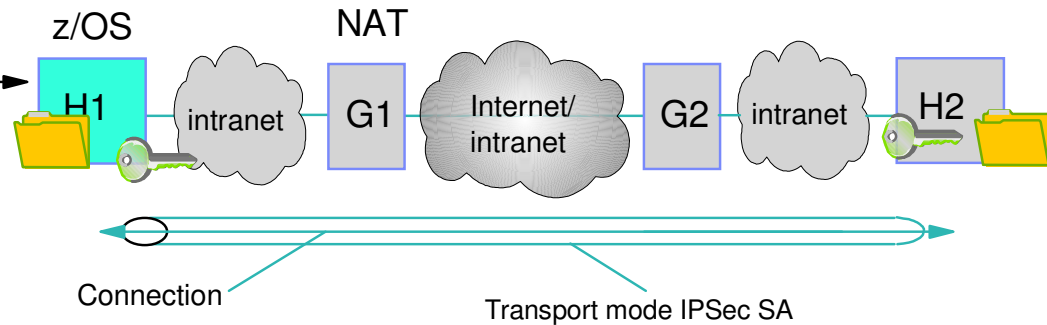 z/OS
NAT
H1
intranet
G1
Internet/
intranet
G2
intranet
H2
Connection
Transport mode IPSec SA